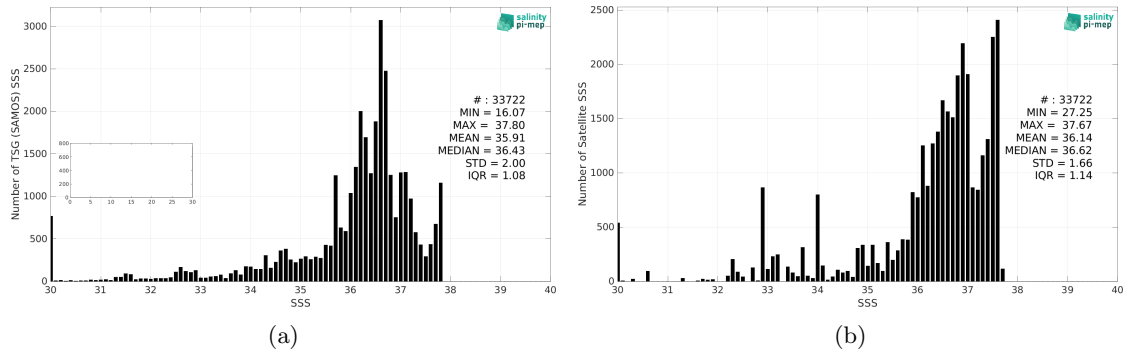 salinity
pi-mep
Number of TSG (SAMOS) SSS
3000
2500
2000
1500
1000
500
0
# : 33722
MIN = 16.07
MAX = 37.80
MEAN = 35.91
MEDIAN = 36.43
STD = 2.00
IQR = 1.08
800
600
400
200
0
0 5 10 15 20 25 30
30 31 32 33 34 35 36 37 38 39 40
SSS
(a)
salinity
pi-mep
Number of Satellite SSS
2500
2000
1500
1000
500
0
# : 33722
MIN = 27.25
MAX = 37.67
MEAN = 36.14
MEDIAN = 36.62
STD = 1.66
IQR = 1.14
30 31 32 33 34 35 36 37 38 39 40
SSS
(b)